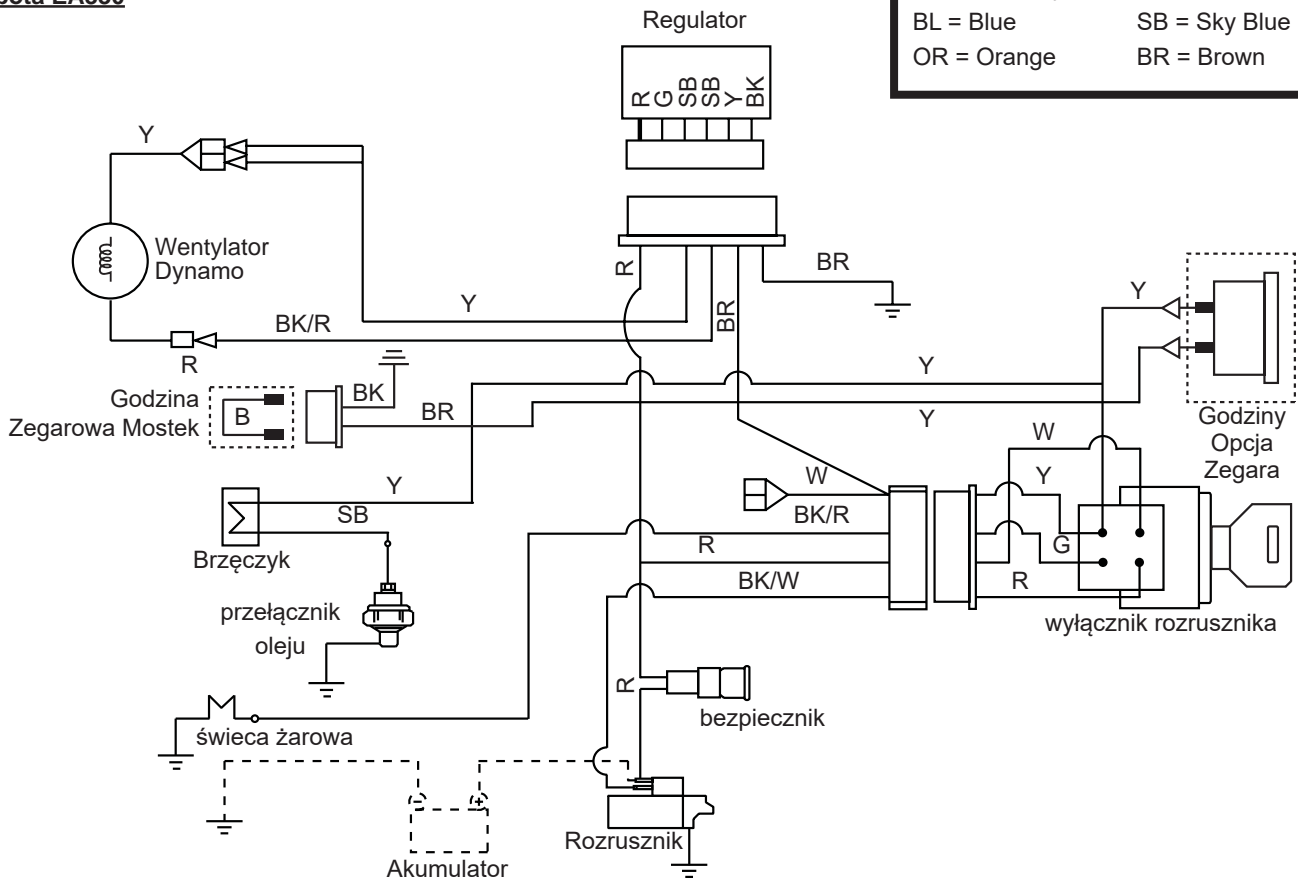 Regulator
BL = Blue SB = Sky Blue
OR = Orange BR = Brown
R G SB SB Y BK
Y
Wentylator
Dynamo
R
BR
BR
Y
Y
BK/R
R
Godzina
Zegarowa Mostek
B
BK
BR
Y
Y
Godziny
Opcja
Zegara
W
W
Y
Y
SB
BK/R
G
R
BK/W
R
Brzęczyk
przełącznik
oleju
wyłącznik rozrusznika
R
bezpiecznik
świeca żarowa
Rozrusznik
Akumulator